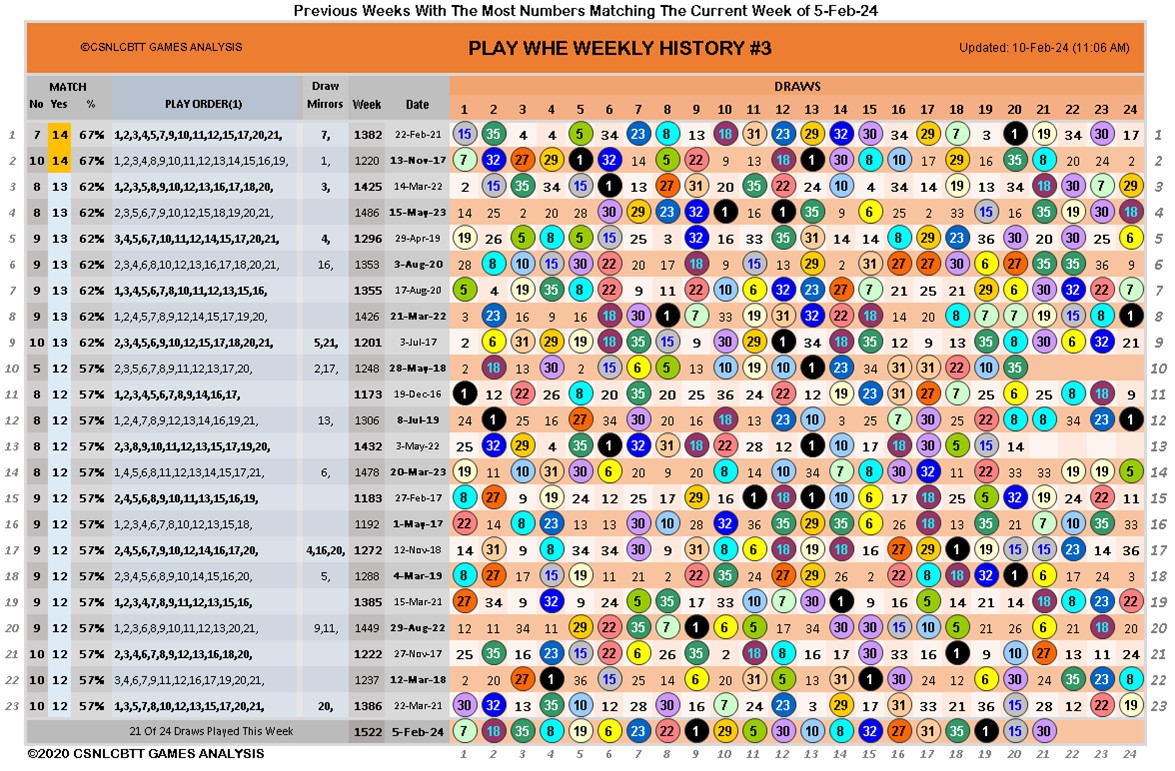 Previous Weeks With The Most Numbers Matching The Current Week of 5-Feb-24
©CSNLCBTT GAMES ANALYSIS PLAY WHE WEEKLY HISTORY #3 Updated: 10-Feb-24 (11:06 AM)
MATCH Draw DRAWS
No Yes % PLAY ORDER(1) Mirrors Week Date 1 2 3 4 5 6 7 8 9 10 11 12 13 14 15 16 17 18 19 20 21 22 23 24
1 7 14 67% 1,2,3,4,5,7,9,10,11,12,15,17,20,21, 7, 1382 22-Feb-21 15 35 4 4 5 34 23 8 13 18 31 23 29 32 30 34 29 7 3 1 19 34 30 17 1
2 10 14 67% 1,2,3,4,8,9,10,11,12,13,14,15,16,19, 1, 1220 13-Nov-17 7 32 27 29 1 32 14 5 22 9 13 18 1 30 8 10 17 29 16 35 8 20 24 2 2
3 8 13 62% 1,2,3,5,8,9,10,12,13,16,17,18,20, 3, 1425 14-Mar-22 2 15 35 34 15 1 13 27 31 20 35 22 24 10 4 34 14 19 13 34 18 30 7 29 3
4 8 13 62% 2,3,5,6,7,9,10,12,15,18,19,20,21, 1486 15-May-23 14 25 2 20 28 30 29 23 32 1 16 1 35 9 6 25 2 33 15 16 35 19 30 18 4
5 9 13 62% 3,4,5,6,7,10,11,12,14,15,17,20,21, 4, 1296 29-Apr-19 19 26 5 8 5 15 25 3 32 16 33 35 31 14 14 8 29 23 36 30 20 30 25 6 5
6 9 13 62% 2,3,4,6,8,10,12,13,16,17,18,20,21, 16, 1353 3-Aug-20 28 8 10 15 30 22 20 17 18 9 15 13 29 2 31 27 27 30 6 27 35 35 36 9 6
7 9 13 62% 1,3,4,5,6,7,8,10,11,12,13,15,16, 1355 17-Aug-20 5 4 19 35 8 22 9 11 22 10 6 32 23 27 7 21 25 21 29 6 30 32 22 7 7
8 9 13 62% 1,2,4,5,7,8,9,12,15,17,19,20, 1426 21-Mar-22 3 23 16 9 16 18 30 1 7 33 19 31 32 22 18 14 20 8 7 19 22 15 8 1 8
9 10 13 62% 2,3,4,5,6,9,10,12,15,17,18,20,21, 5,21, 1201 3-Jul-17 2 6 31 29 19 18 35 15 9 30 29 1 34 18 35 12 9 13 35 8 30 6 32 21 9
10 5 12 57% 2,3,5,6,7,8,9,11,12,13,17,20, 2,17, 1248 28-May-18 2 18 13 30 2 15 6 5 13 10 19 10 1 23 34 31 31 22 10 35 10
11 8 12 57% 1,2,3,4,5,6,7,8,9,14,16,17, 1173 19-Dec-16 1 12 22 26 8 20 35 20 25 36 24 22 12 19 23 31 27 7 25 6 25 22 18 9 11
12 8 12 57% 1,2,4,7,8,9,12,13,14,16,19,21, 13, 1306 8-Jul-19 24 1 25 16 27 34 30 20 16 18 12 23 10 3 25 7 30 29 22 8 8 34 24 1 12
13 8 12 57% 2,3,8,9,10,11,12,13,15,17,19,20, 1432 3-May-22 25 32 29 4 35 1 32 31 18 22 28 13 1 10 17 18 30 5 15 14 13
14 8 12 57% 1,4,5,6,8,11,12,13,14,15,17,21, 6, 1478 20-Mar-23 19 11 10 31 30 6 20 9 20 8 14 10 34 7 8 30 32 11 22 33 33 19 19 5 14
15 9 12 57% 2,4,5,6,8,9,10,11,13,15,16,19, 1183 27-Feb-17 8 27 9 19 24 12 25 17 29 16 1 18 1 10 6 17 18 25 5 32 19 24 22 11 15
16 9 12 57% 1,2,3,4,6,7,8,10,12,13,15,18, 1192 1-May-17 22 14 8 23 13 13 30 10 28 32 36 35 29 35 6 26 18 13 35 21 7 10 35 33 16
17 9 12 57% 2,4,5,6,7,9,10,12,14,16,17,20, 4,16,20, 1272 12-Nov-18 14 31 9 8 34 34 30 9 31 8 6 18 19 18 16 27 29 1 19 15 15 23 14 36 17
18 9 12 57% 2,3,4,5,6,8,9,10,14,15,16,20, 5, 1288 4-Mar-19 8 27 17 15 19 11 21 2 22 35 24 27 29 26 2 22 8 18 32 1 6 17 24 3 18
19 9 12 57% 1,2,3,4,7,8,9,11,12,13,15,16, 1385 15-Mar-21 27 34 9 32 9 24 5 35 17 33 10 7 30 1 9 16 5 14 21 14 18 8 23 22 19
20 9 12 57% 1,2,3,6,8,9,10,11,12,13,20,21, 9,11, 1449 29-Aug-22 12 11 34 11 29 22 35 7 1 6 5 17 34 30 30 15 10 5 21 26 6 21 18 20 20
21 10 12 57% 2,3,4,6,7,8,9,12,13,16,18,20, 1222 27-Nov-17 25 35 16 23 15 22 6 35 11 2 18 8 16 17 30 33 16 1 9 10 27 13 11 24 21
22 10 12 57% 3,4,6,7,9,11,12,16,17,19,20,21, 1237 12-Mar-18 2 20 27 1 36 15 25 14 6 22 31 5 13 31 1 30 24 12 6 30 24 35 23 8 22
23 10 12 57% 1,3,5,7,8,10,12,13,15,17,20,21, 20, 1386 22-Mar-21 30 32 13 35 10 12 28 30 16 7 24 23 2 29 17 31 33 21 36 15 28 12 22 19 23
21 Of 24 Draws Played This Week 1522 5-Feb-24 7 18 35 8 19 6 23 22 1 29 5 30 10 8 32 27 31 35 1 15 30
©2020 CSNLCBTT GAMES ANALYSIS 1 2 3 4 5 6 7 8 9 10 11 12 13 14 15 16 17 18 19 20 21 22 23 24